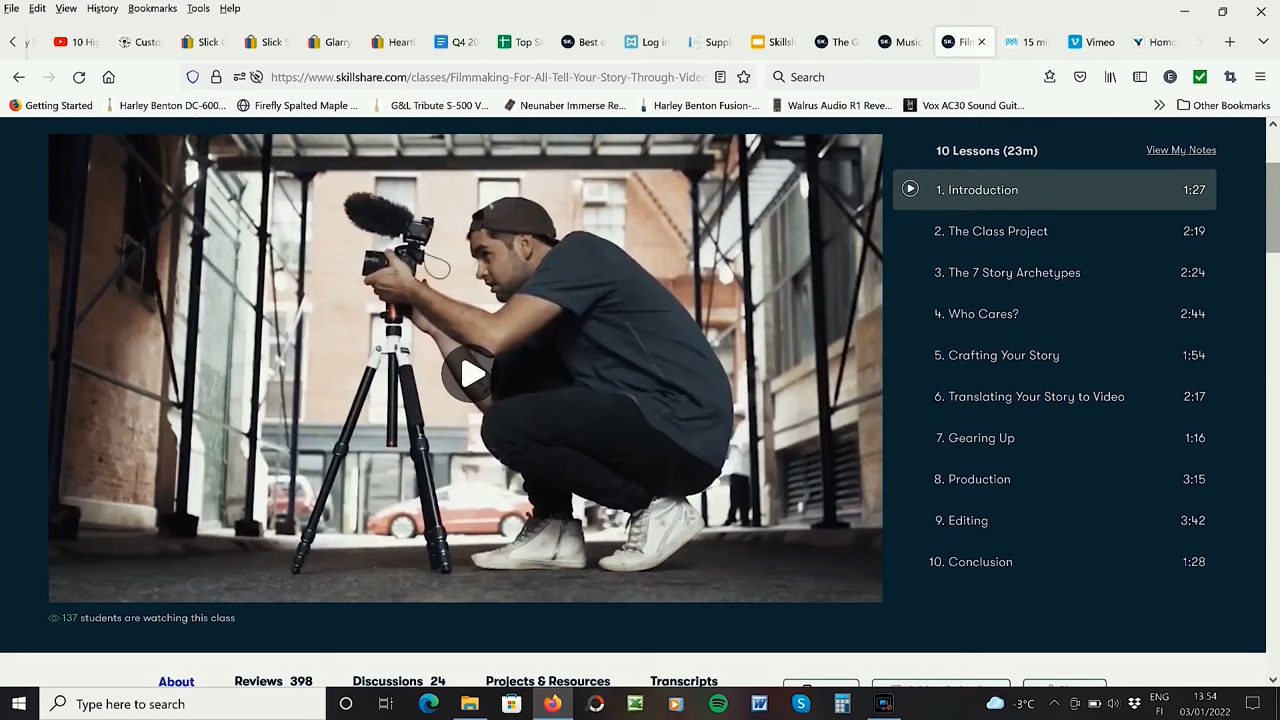 File Edit View History Bookmarks Tools Help
10 Hi Custo Slick C Slick S Glarry Heart Q4 20 Top S Best o Log in Suppl Skillsh The G Music Film 15 mi Vimeo Homo
https://www.skillshare.com/classes/Filmmaking-For-All-Tell-Your-Story-Through-Video Search
Getting Started Harley Benton DC-600... Firefly Spalted Maple ... G&L Tribute S-500 V... Neunaber Immerse Re... Harley Benton Fusion-... Walrus Audio R1 Reve... Vox AC30 Sound Guit... Other Bookmarks
10 Lessons (23m) View My Notes
1. Introduction 1:27
2. The Class Project 2:19
3. The 7 Story Archetypes 2:24
4. Who Cares? 2:44
5. Crafting Your Story 1:54
6. Translating Your Story to Video 2:17
7. Gearing Up 1:16
8. Production 3:15
9. Editing 3:42
10. Conclusion 1:28
137 students are watching this class
About Reviews 398 Discussions 24 Projects & Resources Transcripts
Type here to search -3°C ENG 13.54
FI 03/01/2022